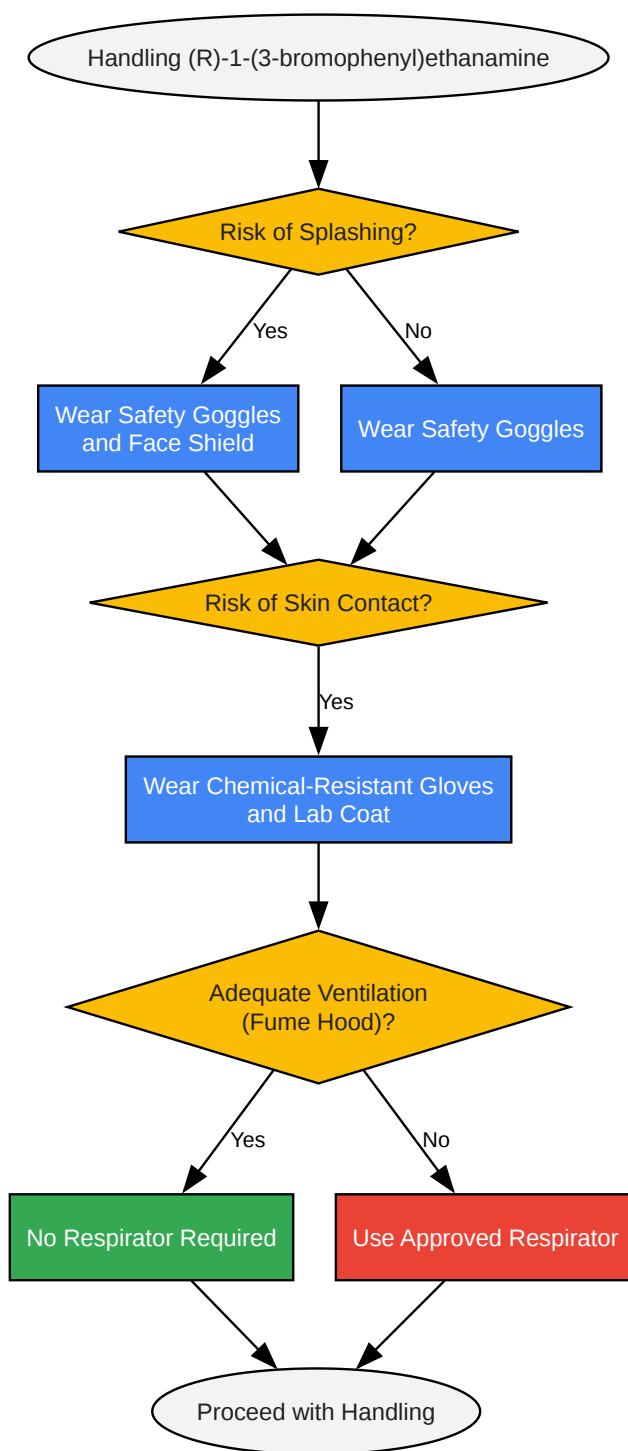 Handling (R)-1-(3-bromophenyl)ethanamine
Risk of Splashing?
Yes
No
Wear Safety Goggles
and Face Shield
Wear Safety Goggles
Risk of Skin Contact?
Yes
Wear Chemical-Resistant Gloves
and Lab Coat
Adequate Ventilation
(Fume Hood)?
Yes
No
No Respirator Required
Use Approved Respirator
Proceed with Handling